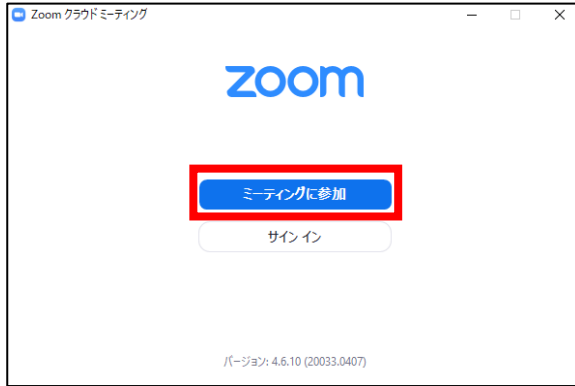 Zoom クラウド ミーティング
zoom
ミーティングに参加
サイン イン
バージョン: 4.6.10 (20033.0407)